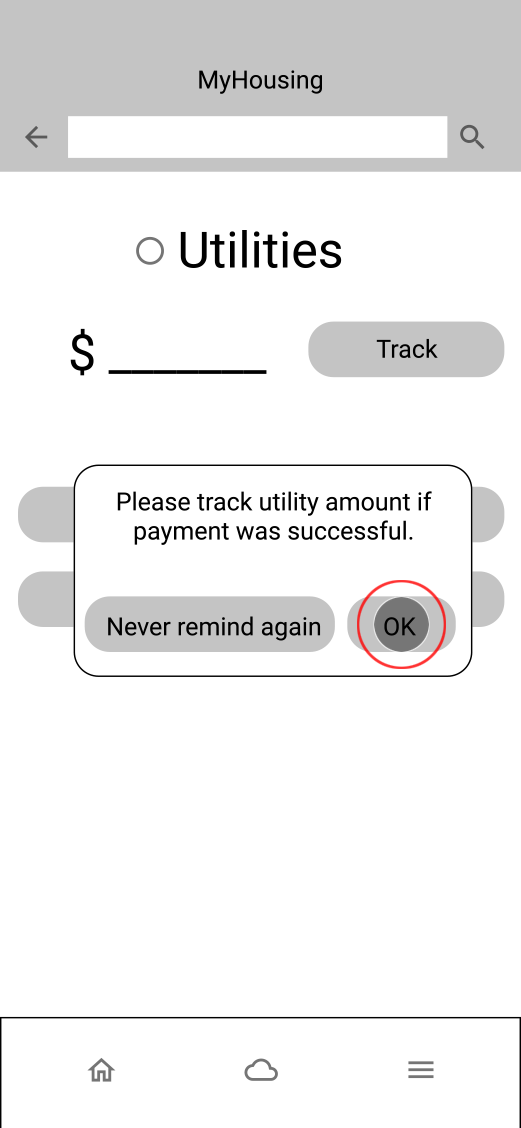 MyHousing
Utilities
$ _______
Track
Please track utility amount if
payment was successful.
Never remind again
OK